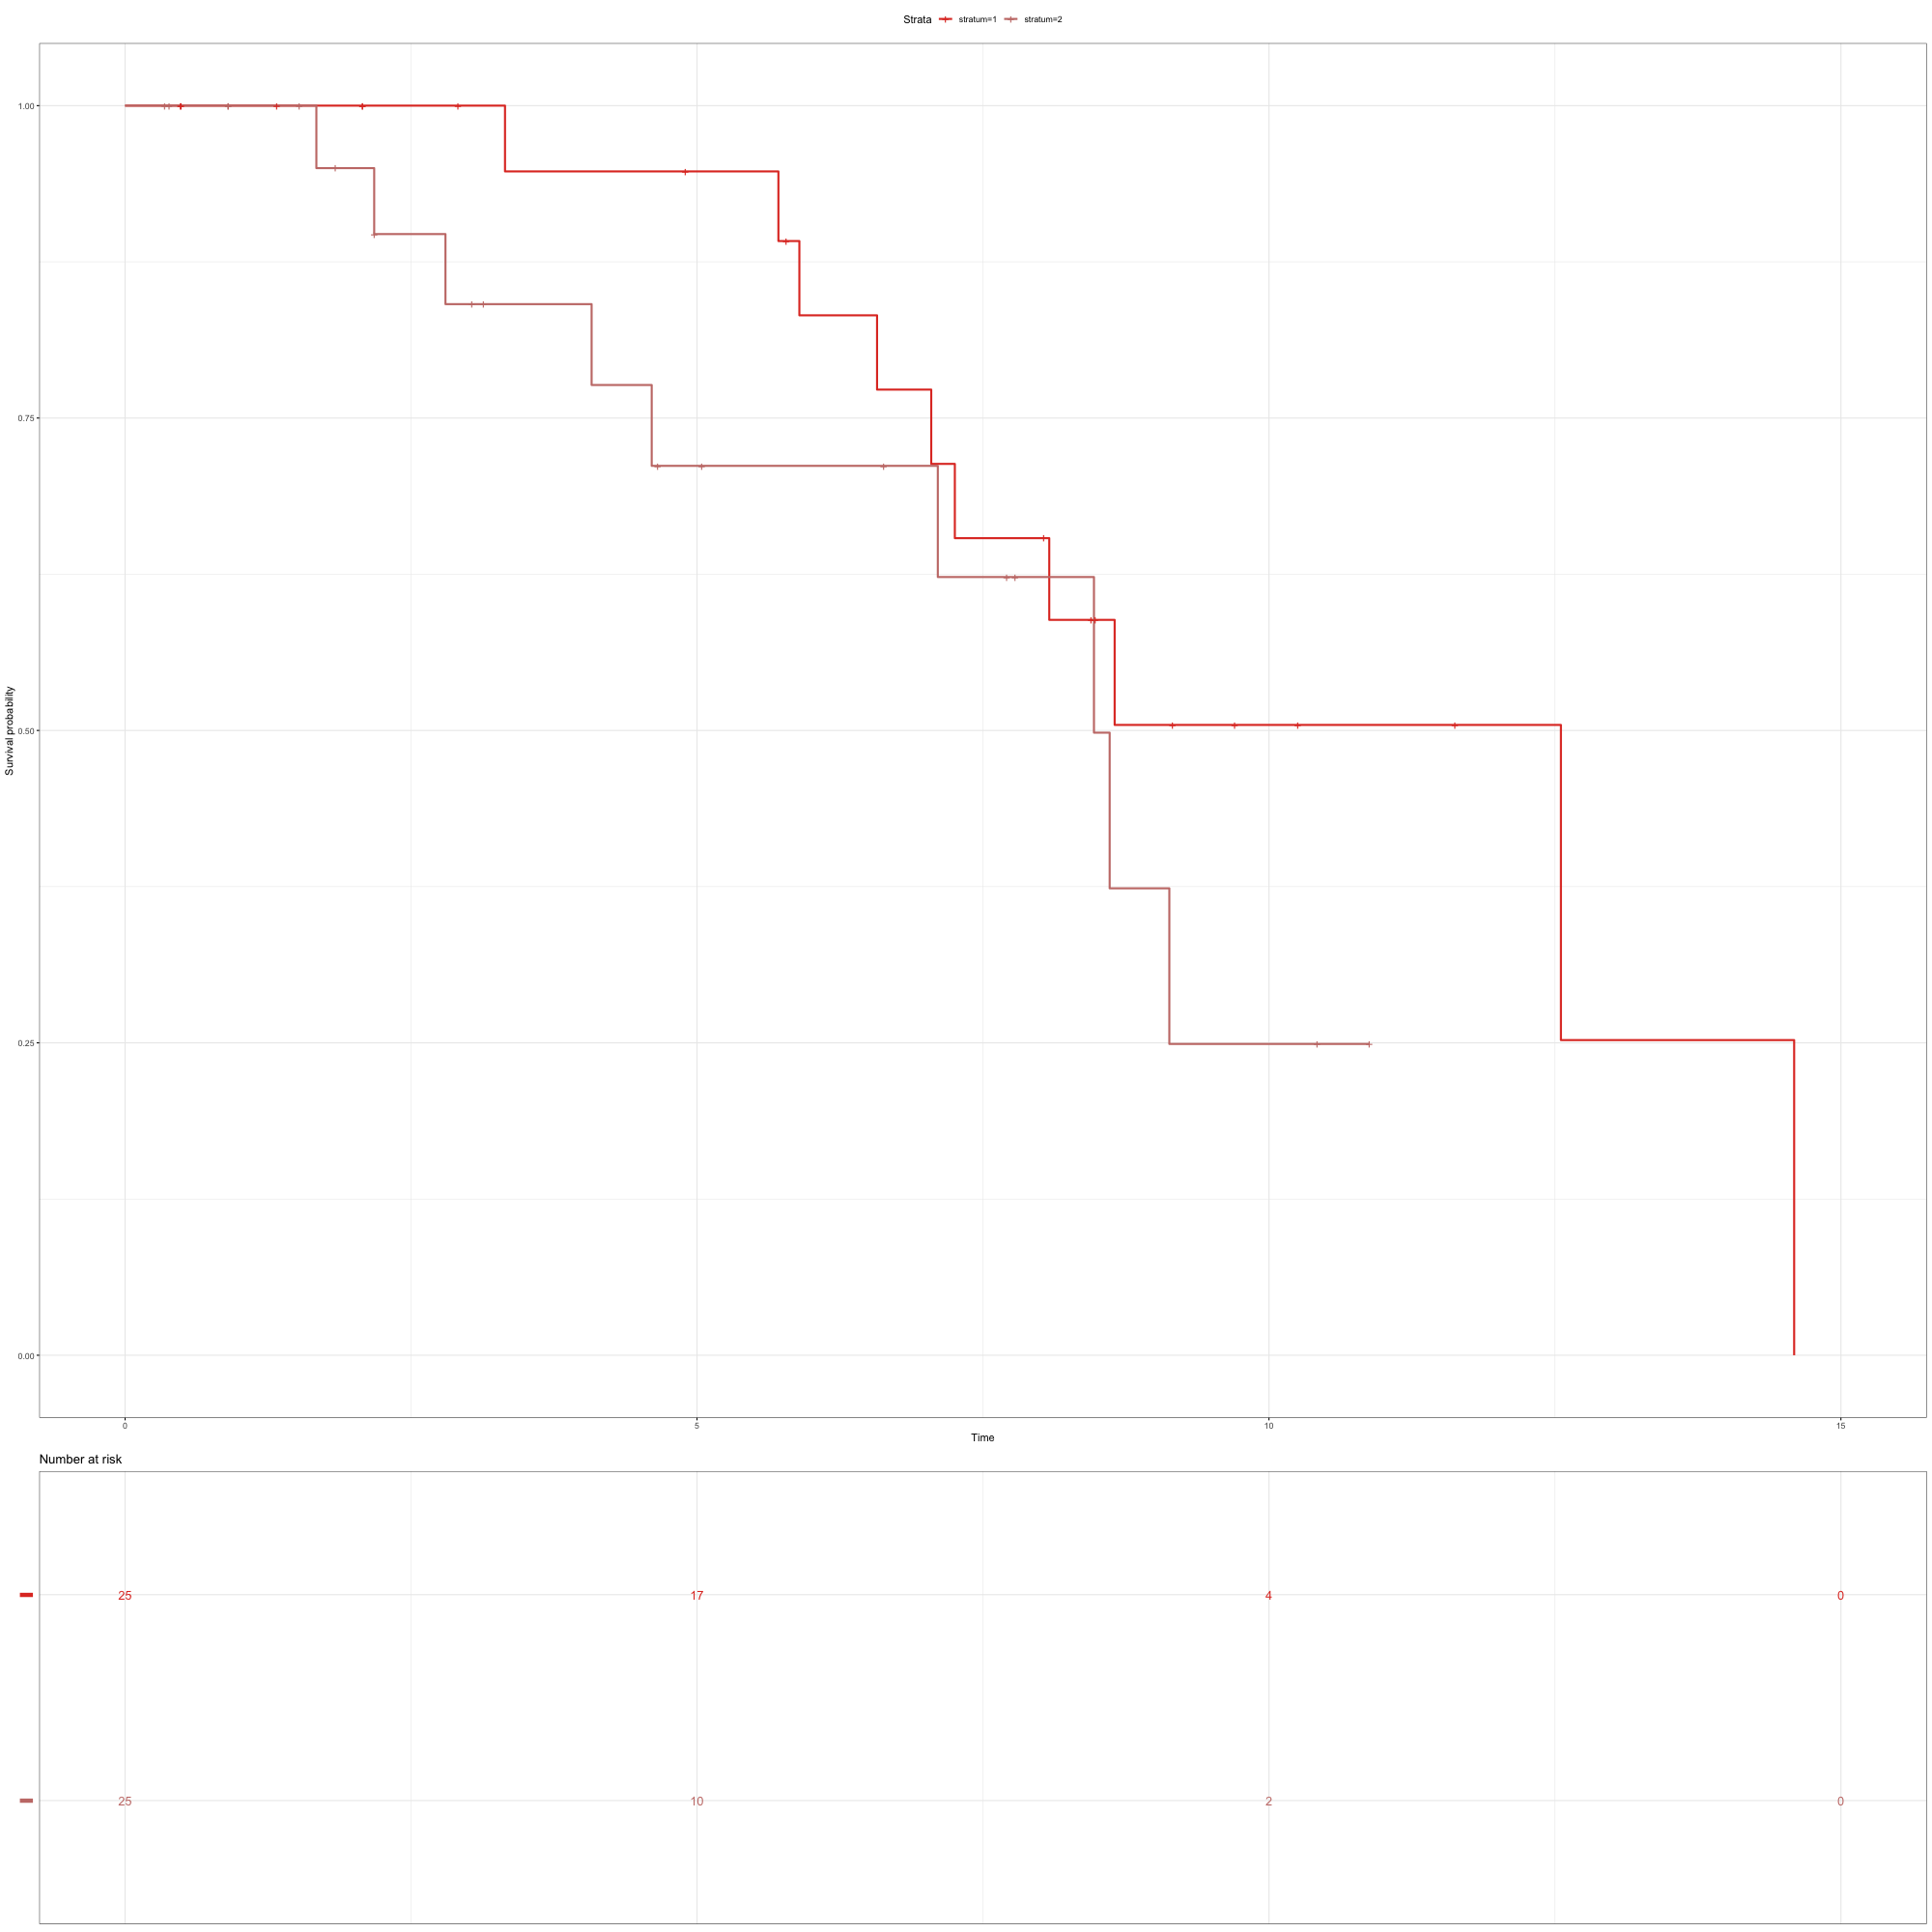 Strata stratum=1 stratum=2
1.00
0.75
0.50
0.25
0.00
Survival probability
0 5 10 15
Time
Number at risk
25 17 4 0
25 10 2 0